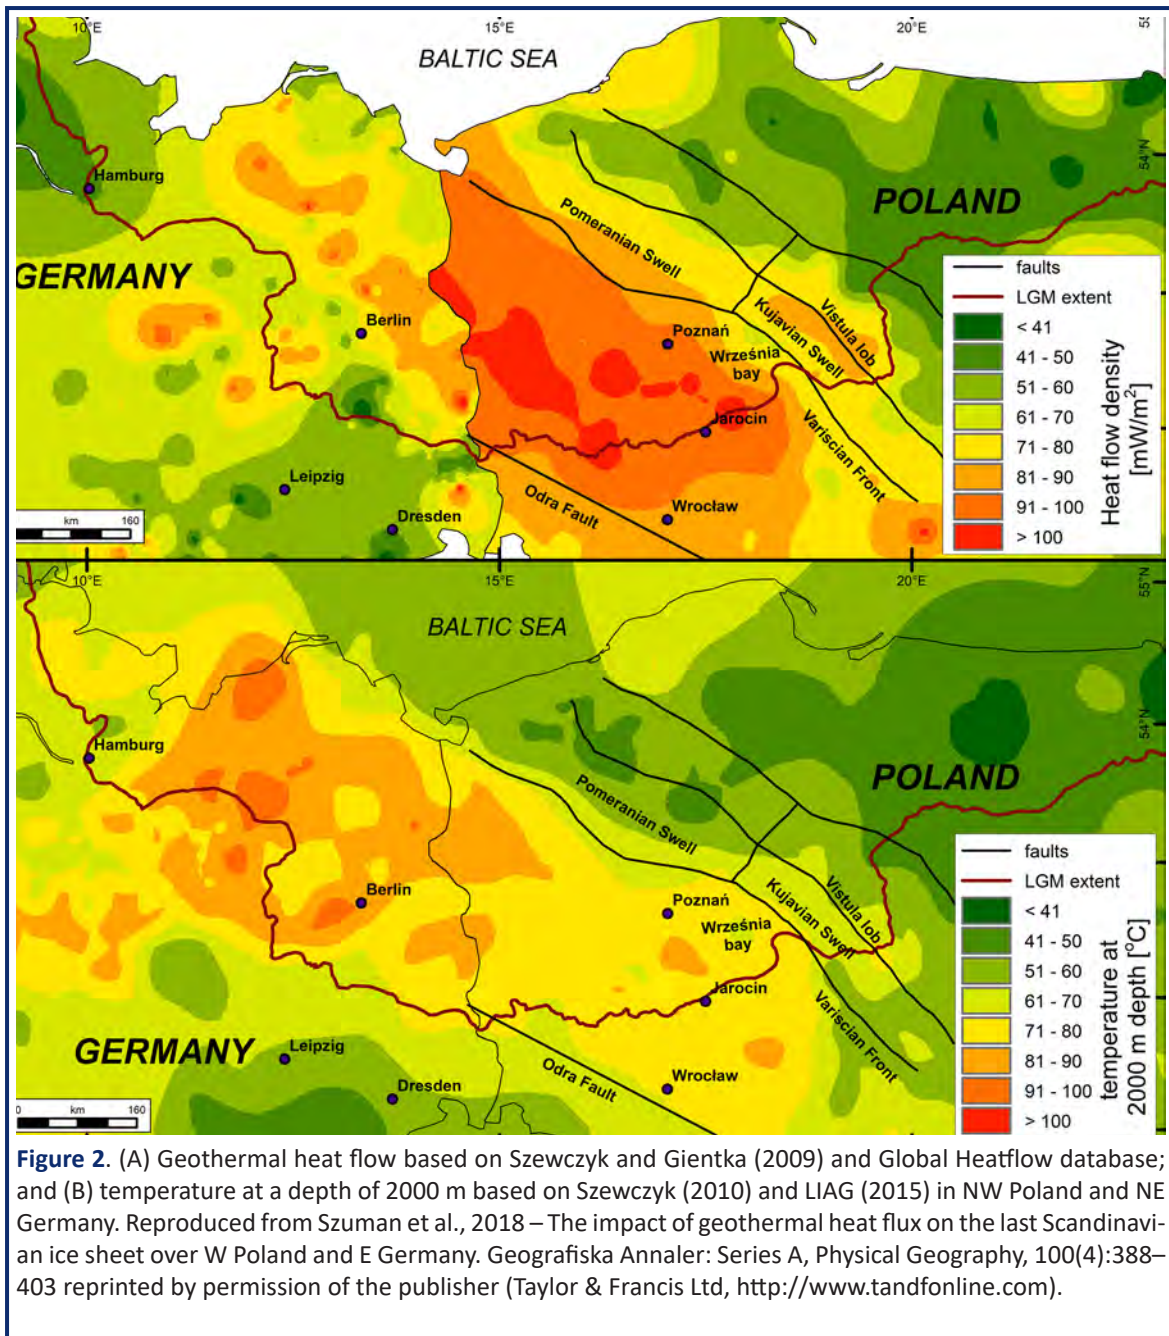 10°E
15°E
20°E
BALTIC SEA
54°N
Hamburg
POLAND
GERMANY
Pomeranian Swell
Berlin
Poznań
Września
bay
Kujavian Swell
Vistula lob
Jarocin
Variscian Front
Leipzig
Dresden
Odra Fault
Wrocław
km 160
faults
LGM extent
< 41
41 - 50
51 - 60
61 - 70
71 - 80
81 - 90
91 - 100
> 100
Heat flow density
[mW/m²]
10°E
15°E
20°E
55°N
BALTIC SEA
54°N
Hamburg
POLAND
Pomeranian Swell
Berlin
Poznań
Września
bay
Kujavian Swell
Vistula lob
Jarocin
Variscian Front
GERMANY
Leipzig
Dresden
Odra Fault
Wrocław
0 km 160
faults
LGM extent
< 41
41 - 50
51 - 60
61 - 70
71 - 80
81 - 90
91 - 100
> 100
temperature at
2000 m depth [°C]
Figure 2. (A) Geothermal heat flow based on Szewczyk and Gientka (2009) and Global Heatflow database;
and (B) temperature at a depth of 2000 m based on Szewczyk (2010) and LIAG (2015) in NW Poland and NE
Germany. Reproduced from Szuman et al., 2018 – The impact of geothermal heat flux on the last Scandinavi-
an ice sheet over W Poland and E Germany. Geografiska Annaler: Series A, Physical Geography, 100(4):388–
403 reprinted by permission of the publisher (Taylor & Francis Ltd, http://www.tandfonline.com).